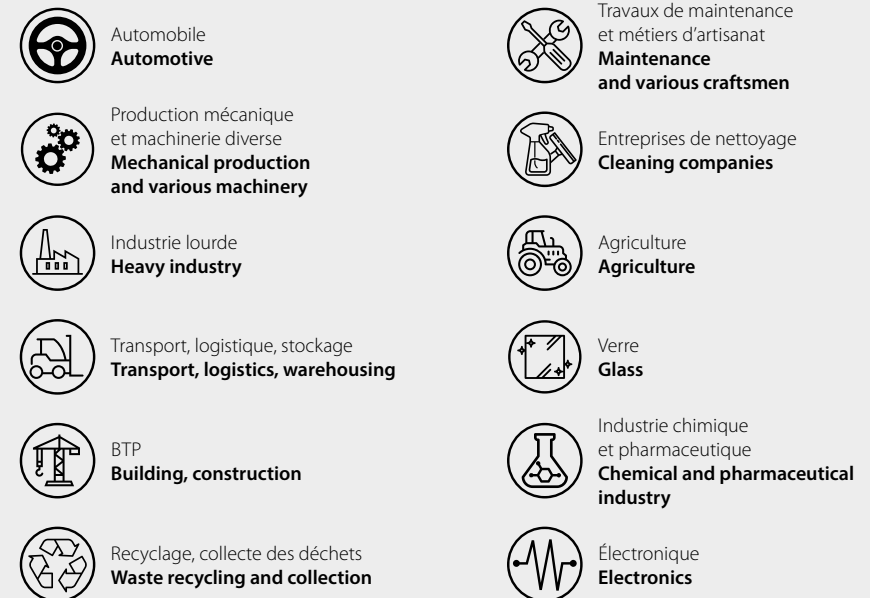 Automobile
Automotive
Production mécanique
et machinerie diverse
Mechanical production
and various machinery
Industrie lourde
Heavy industry
Transport, logistique, stockage
Transport, logistics, warehousing
BTP
Building, construction
Recyclage, collecte des déchets
Waste recycling and collection
Travaux de maintenance
et métiers d’artisanat
Maintenance
and various craftsmen
Entreprises de nettoyage
Cleaning companies
Agriculture
Agriculture
Verre
Glass
Industrie chimique
et pharmaceutique
Chemical and pharmaceutical
industry
Électronique
Electronics